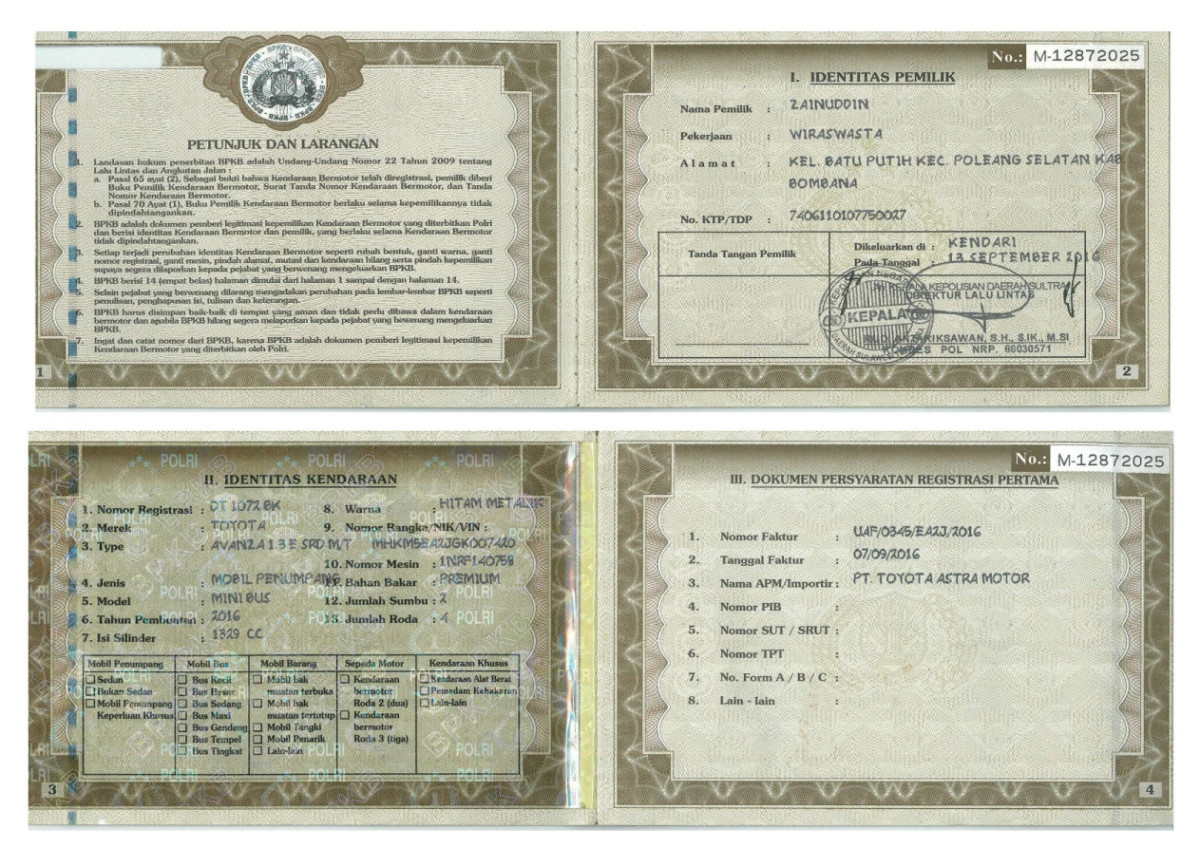 PETUNJUK DAN LARANGAN
1. Landasan hukum penerbitan BPKB adalah Undang-Undang Nomor 22 Tahun 2009 tentang
Lalu Lintas dan Angkutan Jalan :
a. Pasal 65 ayat (2), Sebagai bukti bahwa Kendaraan Bermotor telah diregistrasi, pemilik diberi
Buku Pemilik Kendaraan Bermotor, Surat Tanda Nomor Kendaraan Bermotor, dan Tanda
Nomor Kendaraan Bermotor.
b. Pasal 70 Ayat (1), Buku Pemilik Kendaraan Bermotor berlaku selama kepemilikannya tidak
dipindahtangankan.
2. BPKB adalah dokumen pemberi legitimasi kepemilikan Kendaraan Bermotor yang diterbitkan Polri
dan berisi identitas Kendaraan Bermotor dan pemilik, yang berlaku selama Kendaraan Bermotor
tidak dipindahtangankan.
3. Setiap terjadi perubahan identitas Kendaraan Bermotor seperti rubah bentuk, ganti warna, ganti
nomor registrasi, ganti mesin, pindah alamat, mutasi dan kendaraan hilang serta pindah kepemilikan
supaya segera dilaporkan kepada pejabat yang berwenang mengeluarkan BPKB.
4. BPKB berisi 14 (empat belas) halaman dimulai dari halaman 1 sampai dengan halaman 14.
5. Selain pejabat yang berwenang dilarang mengadakan perubahan pada lembar-lembar BPKB seperti
penulisan, penghapusan isi, tulisan dan keterangan.
6. BPKB harus disimpan baik-baik di tempat yang aman dan tidak perlu dibawa dalam kendaraan
bermotor dan apabila BPKB hilang segera melaporkan kepada pejabat yang berwenang mengeluarkan
BPKB.
7. Ingat dan catat nomor dari BPKB, karena BPKB adalah dokumen pemberi legitimasi kepemilikan
Kendaraan Bermotor yang diterbitkan oleh Polri.
1
No.: M-12872025
I. IDENTITAS PEMILIK
Nama Pemilik : ZAINUDDIN
Pekerjaan : WIRASWASTA
Alamat : KEL. BATU PUTIH KEC. POLEANG SELATAN KAB
BOMBANA
No. KTP/TDP : 7406110107750027
Tanda Tangan Pemilik
Dikeluarkan di : KENDARI
Pada Tanggal : 13 SEPTEMBER 2016
KEPALA KEPOLISIAN DAERAH SULTRA
DIREKTUR LALU LINTAS
KEPALA
ANTARIKSAWAN, S.H., S.IK., M.SI
POL NRP. 66030571
2
II. IDENTITAS KENDARAAN
1. Nomor Registrasi : DT 1072 BK
2. Merek : TOYOTA
3. Type : AVANZA 1.3 E SRD M/T
4. Jenis : MOBIL PENUMPANG
5. Model : MINI BUS
6. Tahun Pembuatan : 2016
7. Isi Silinder : 1329 CC
8. Warna : HITAM METALIK
9. Nomor Rangka/NIK/VIN :
MHKM5EA2JGK007420
10. Nomor Mesin : 1NRF140759
11. Bahan Bakar : PREMIUM
12. Jumlah Sumbu : 2
13. Jumlah Roda : 4
Mobil Penumpang
Sedan
Bukan Sedan
Mobil Penumpang
Keperluan Khusus
Mobil Bus
Bus Kecil
Bus Besar
Bus Sedang
Bus Maxi
Bus Gandeng
Bus Tempel
Bus Tingkat
Mobil Barang
Mobil bak
muatan terbuka
Mobil bak
muatan tertutup
Mobil Tangki
Mobil Penarik
Lain-lain
Sepeda Motor
Kendaraan
bermotor
Roda 2 (dua)
Kendaraan
bermotor
Roda 3 (tiga)
Kendaraan Khusus
Kendaraan Alat Berat
Pemadam Kebakaran
Lain-lain
3
No.: M-12872025
III. DOKUMEN PERSYARATAN REGISTRASI PERTAMA
1. Nomor Faktur : UAF/0345/EA2J/2016
2. Tanggal Faktur : 07/09/2016
3. Nama APM/Importir : PT. TOYOTA ASTRA MOTOR
4. Nomor PIB :
5. Nomor SUT / SRUT :
6. Nomor TPT :
7. No. Form A / B / C :
8. Lain - lain :
4